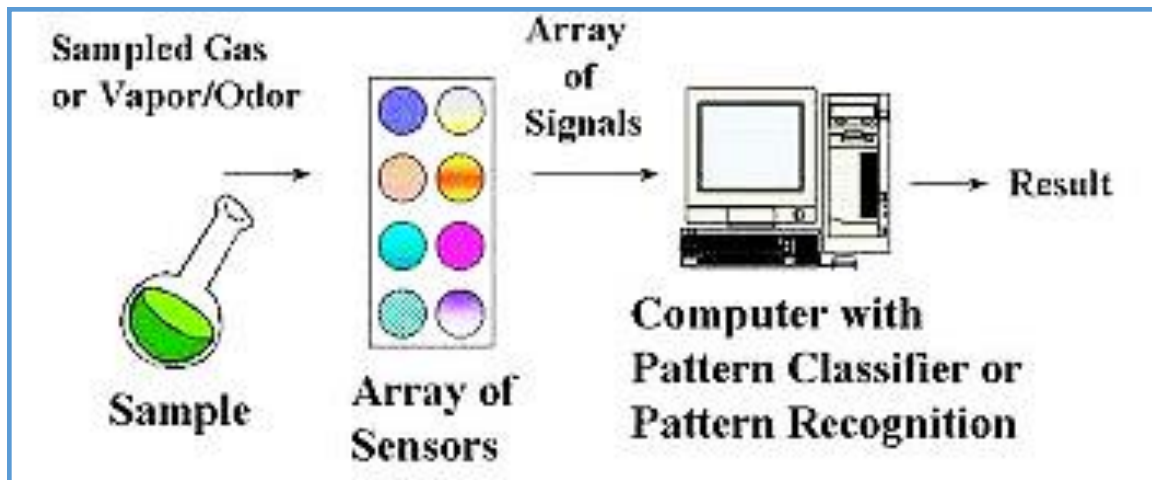 Sampled Gas
or Vapor/Odor
Sample
Array of
Sensors
Array
of
Signals
Computer with
Pattern Classifier or
Pattern Recognition
Result